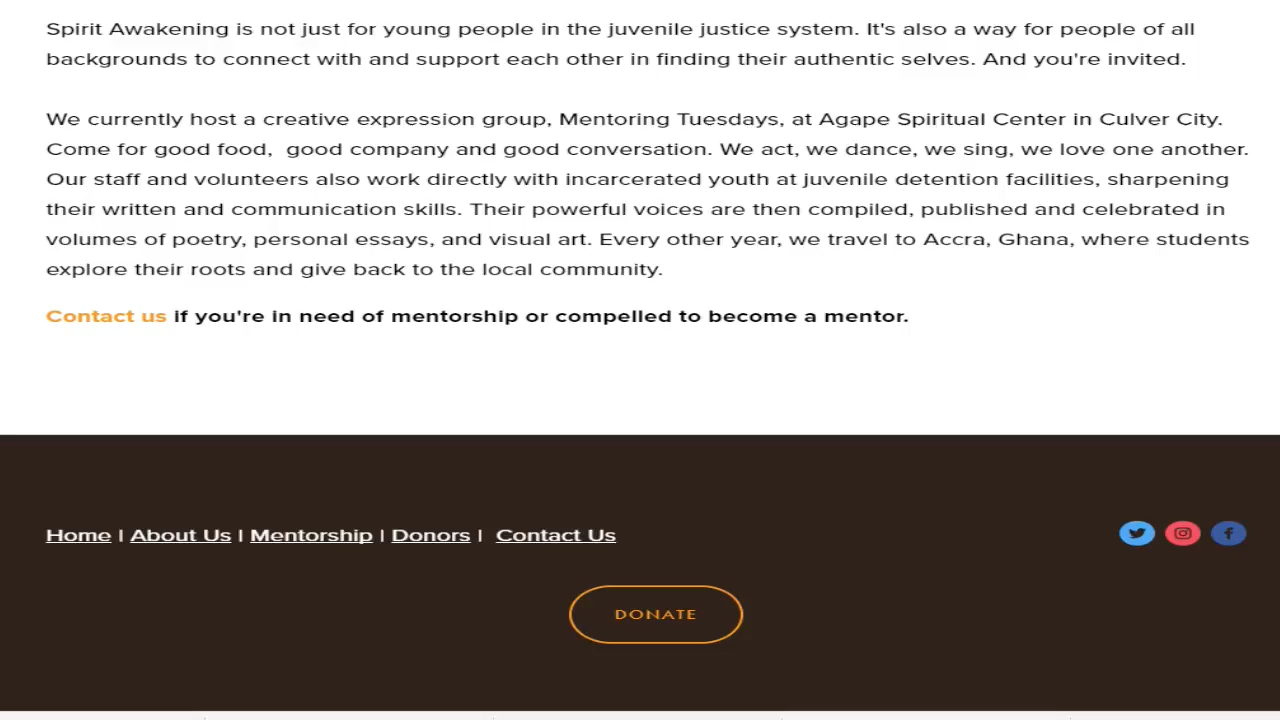 Spirit Awakening is not just for young people in the juvenile justice system. It's also a way for people of all
backgrounds to connect with and support each other in finding their authentic selves. And you're invited.
We currently host a creative expression group, Mentoring Tuesdays, at Agape Spiritual Center in Culver City.
Come for good food,  good company and good conversation. We act, we dance, we sing, we love one another.
Our staff and volunteers also work directly with incarcerated youth at juvenile detention facilities, sharpening
their written and communication skills. Their powerful voices are then compiled, published and celebrated in
volumes of poetry, personal essays, and visual art. Every other year, we travel to Accra, Ghana, where students
explore their roots and give back to the local community.
Contact us if you're in need of mentorship or compelled to become a mentor.
Home | About Us | Mentorship | Donors |  Contact Us
DONATE